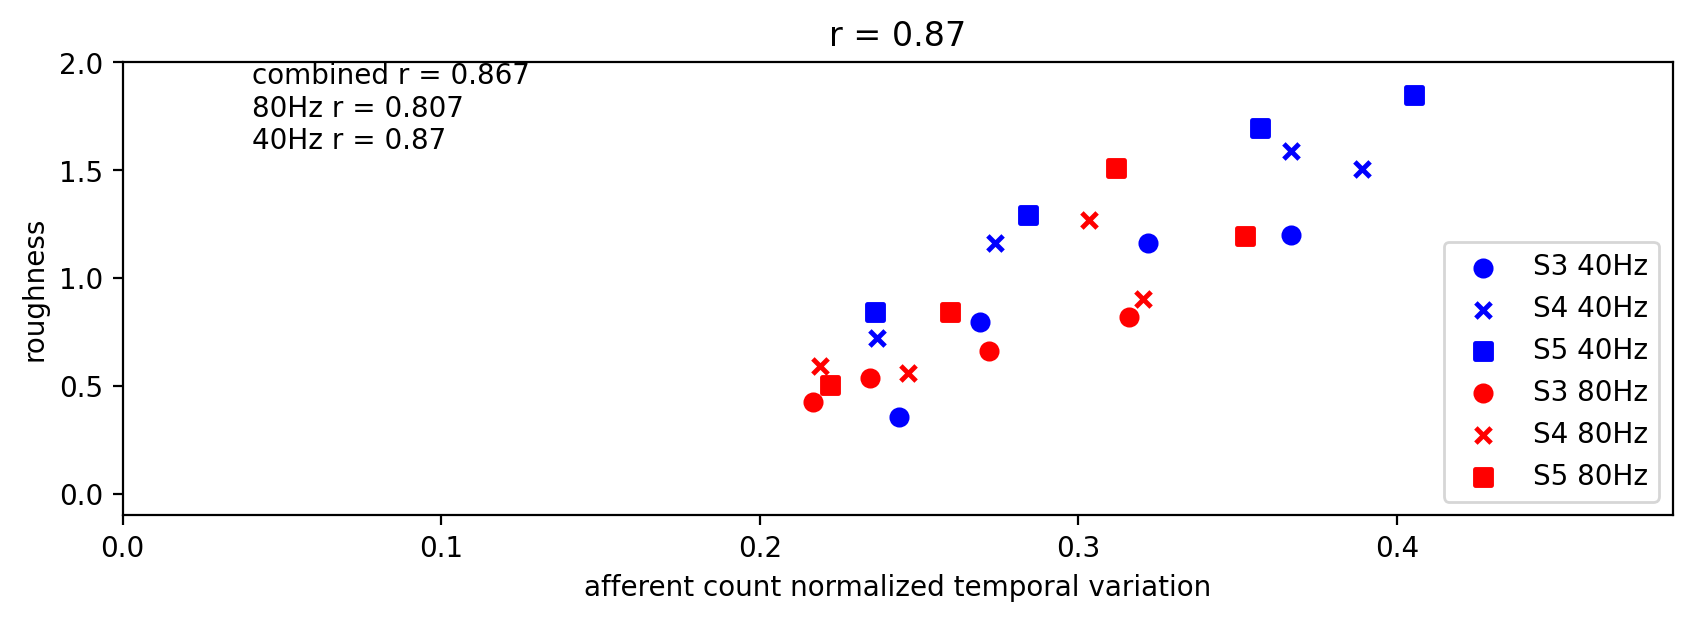 r = 0.87
combined r = 0.867
80Hz r = 0.807
40Hz r = 0.87
2.0
1.5
1.0
0.5
0.0
roughness
0.0 0.1 0.2 0.3 0.4
afferent count normalized temporal variation
S3 40Hz
S4 40Hz
S5 40Hz
S3 80Hz
S4 80Hz
S5 80Hz